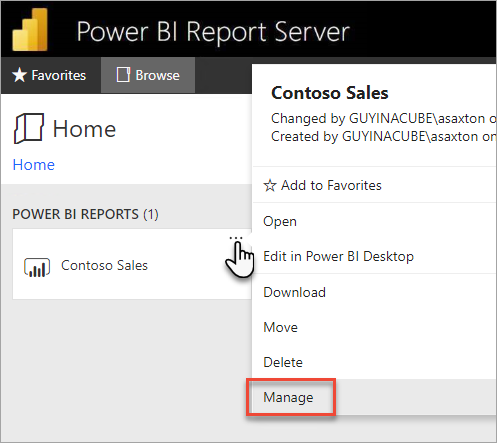 Power BI Report Server
★ Favorites
Browse
Home
Home
POWER BI REPORTS (1)
...
Contoso Sales
Contoso Sales
Changed by GUYINACUBE\asaxton o
Created by GUYINACUBE\asaxton on
☆ Add to Favorites
Open
Edit in Power BI Desktop
Download
Move
Delete
Manage